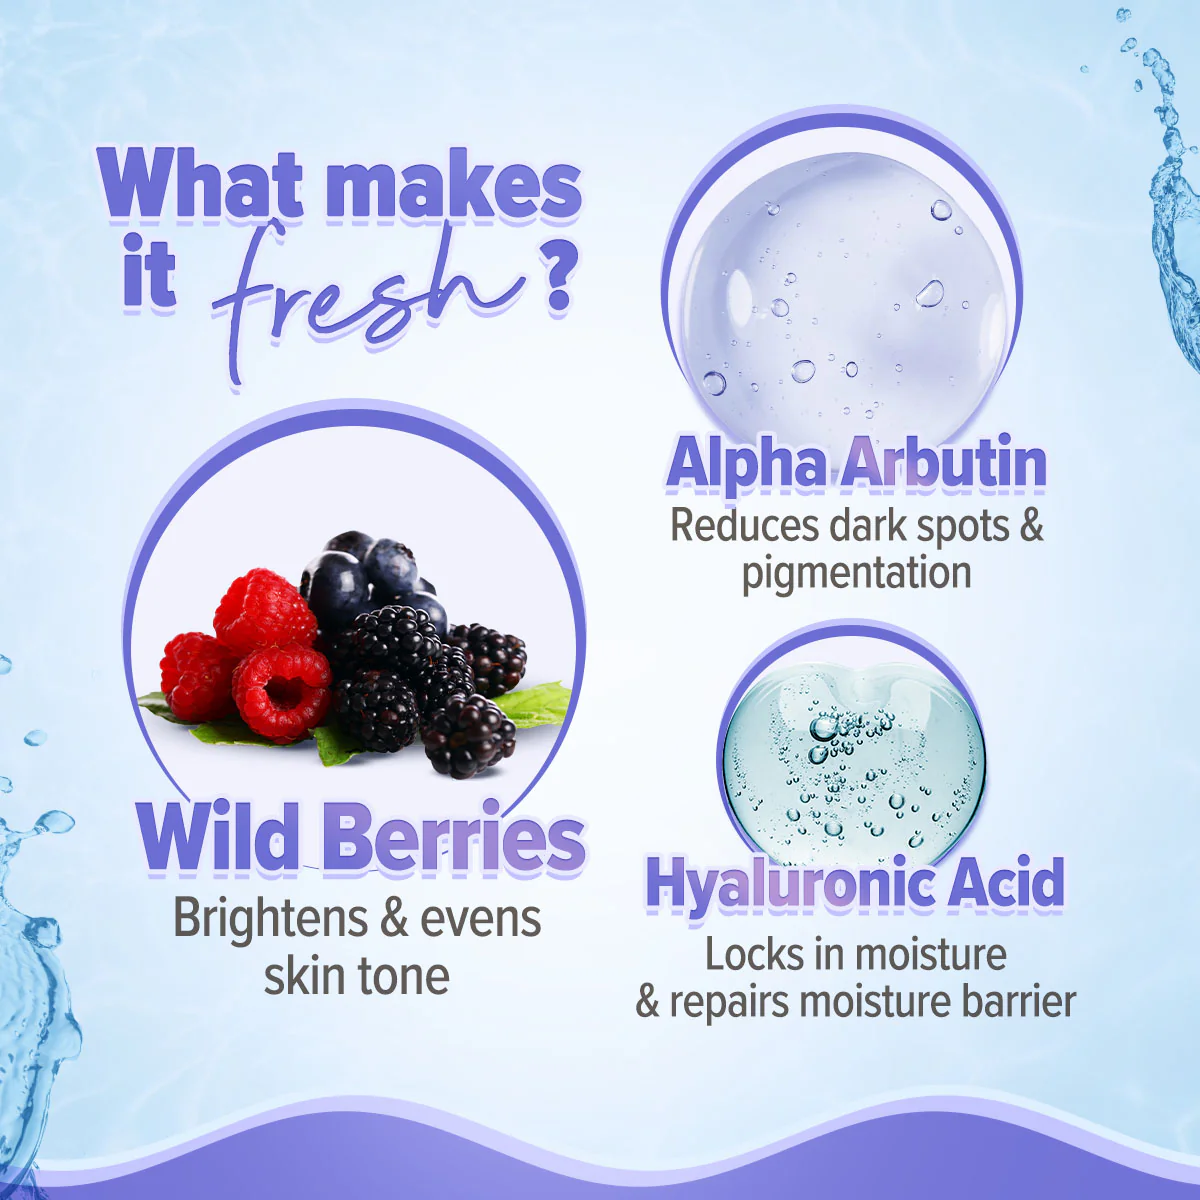 What makes
it fresh?
Alpha Arbutin
Reduces dark spots &
pigmentation
Wild Berries
Brightens & evens
skin tone
Hyaluronic Acid
Locks in moisture
& repairs moisture barrier